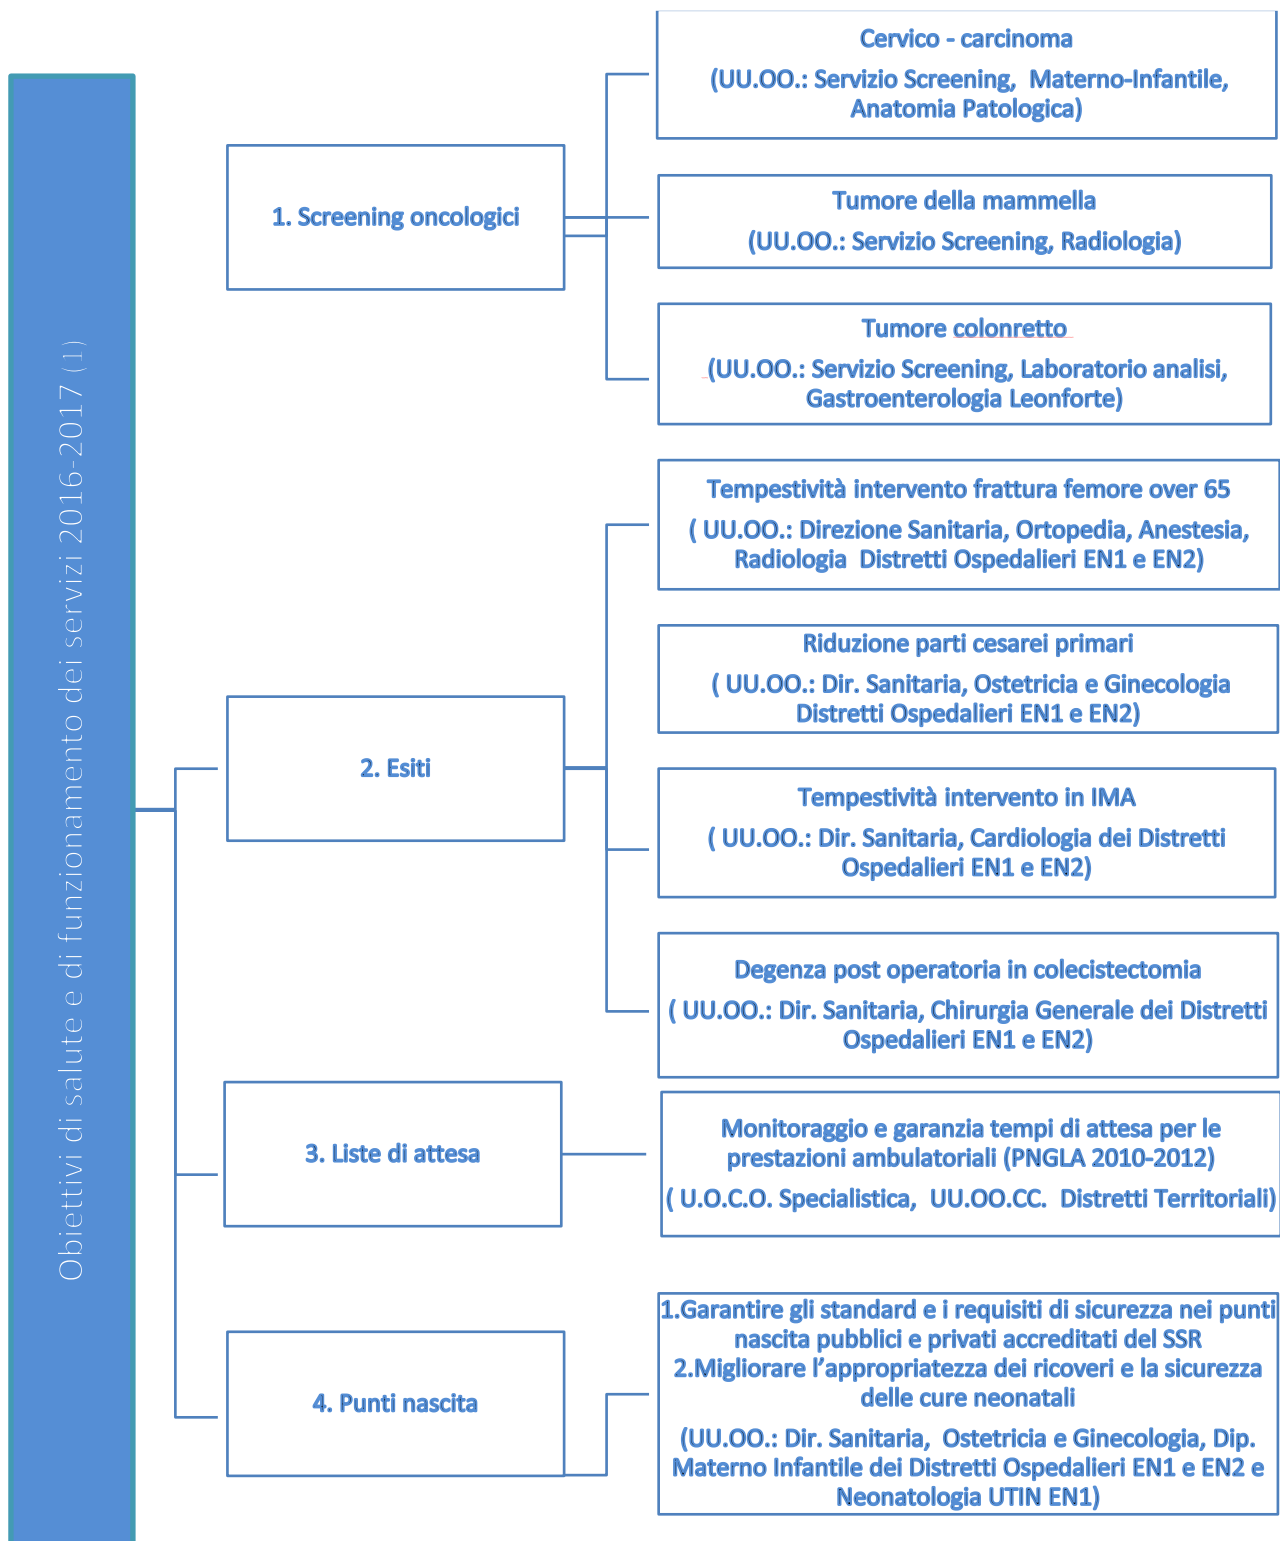 Obiettivi di salute e di funzionamento dei servizi 2016-2017 (1)
1. Screening oncologici
Cervico - carcinoma
(UU.OO.: Servizio Screening, Materno-Infantile,
Anatomia Patologica)
Tumore della mammella
(UU.OO.: Servizio Screening, Radiologia)
Tumore colonretto
(UU.OO.: Servizio Screening, Laboratorio analisi,
Gastroenterologia Leonforte)
2. Esiti
Tempestività intervento frattura femore over 65
( UU.OO.: Direzione Sanitaria, Ortopedia, Anestesia,
Radiologia Distretti Ospedalieri EN1 e EN2)
Riduzione parti cesarei primari
( UU.OO.: Dir. Sanitaria, Ostetricia e Ginecologia
Distretti Ospedalieri EN1 e EN2)
Tempestività intervento in IMA
( UU.OO.: Dir. Sanitaria, Cardiologia dei Distretti
Ospedalieri EN1 e EN2)
Degenza post operatoria in colecistectomia
( UU.OO.: Dir. Sanitaria, Chirurgia Generale dei Distretti
Ospedalieri EN1 e EN2)
3. Liste di attesa
Monitoraggio e garanzia tempi di attesa per le
prestazioni ambulatoriali (PNGLA 2010-2012)
( U.O.C.O. Specialistica, UU.OO.CC. Distretti Territoriali)
4. Punti nascita
1.Garantire gli standard e i requisiti di sicurezza nei punti
nascita pubblici e privati accreditati del SSR
2.Migliorare l'appropriatezza dei ricoveri e la sicurezza
delle cure neonatali
(UU.OO.: Dir. Sanitaria, Ostetricia e Ginecologia, Dip.
Materno Infantile dei Distretti Ospedalieri EN1 e EN2 e
Neonatologia UTIN EN1)